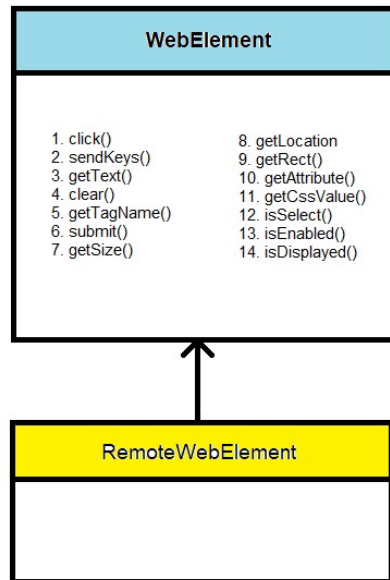 WebElement
1. click()
2. sendKeys()
3. getText()
4. clear()
5. getTagName()
6. submit()
7. getSize()
8. getLocation
9. getRect()
10. getAttribute()
11. getCssValue()
12. isSelect()
13. isEnabled()
14. isDisplayed()
RemoteWebElement